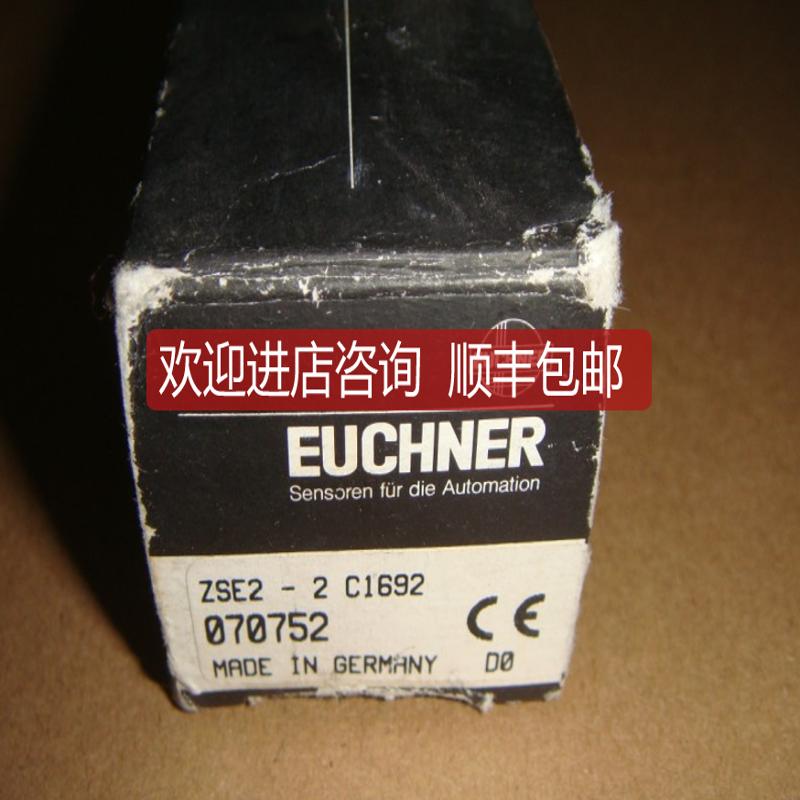 欢迎进店咨询 顺丰包邮
EUCHNER
Sensoren für die Automation
ZSE2 - 2 C1692
070752
CE
MADE IN GERMANY D0